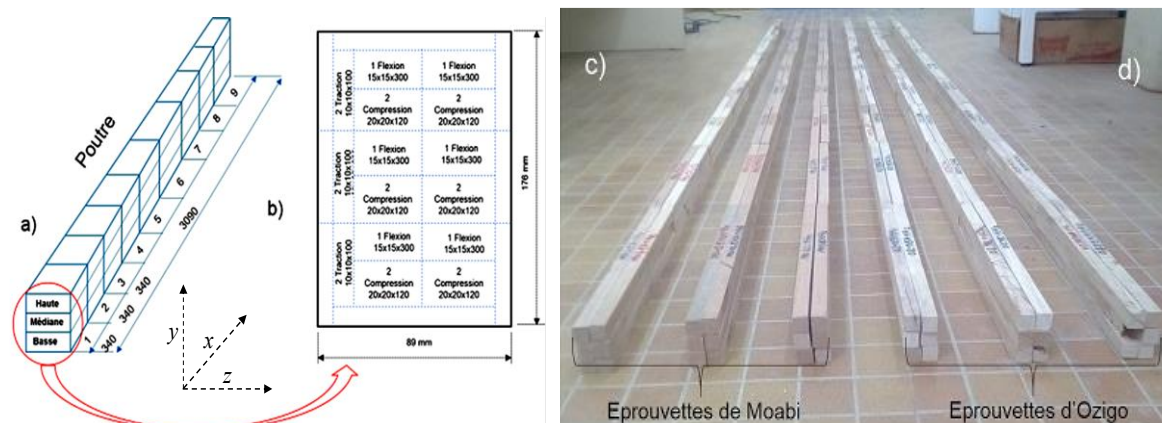 a)
Poutre
Haute
Médiane
Basse
1
2
3
4
5
6
7
8
9
340
340
340
3090
y
x
z
b)
2 Traction
10x10x100
1 Flexion
15x15x300
1 Flexion
15x15x300
2
Compression
20x20x120
2
Compression
20x20x120
2 Traction
10x10x100
1 Flexion
15x15x300
1 Flexion
15x15x300
2
Compression
20x20x120
2
Compression
20x20x120
2 Traction
10x10x100
1 Flexion
15x15x300
1 Flexion
15x15x300
2
Compression
20x20x120
2
Compression
20x20x120
176 mm
89 mm
c)
d)
Eprouvettes de Moabi
Eprouvettes d'Ozigo